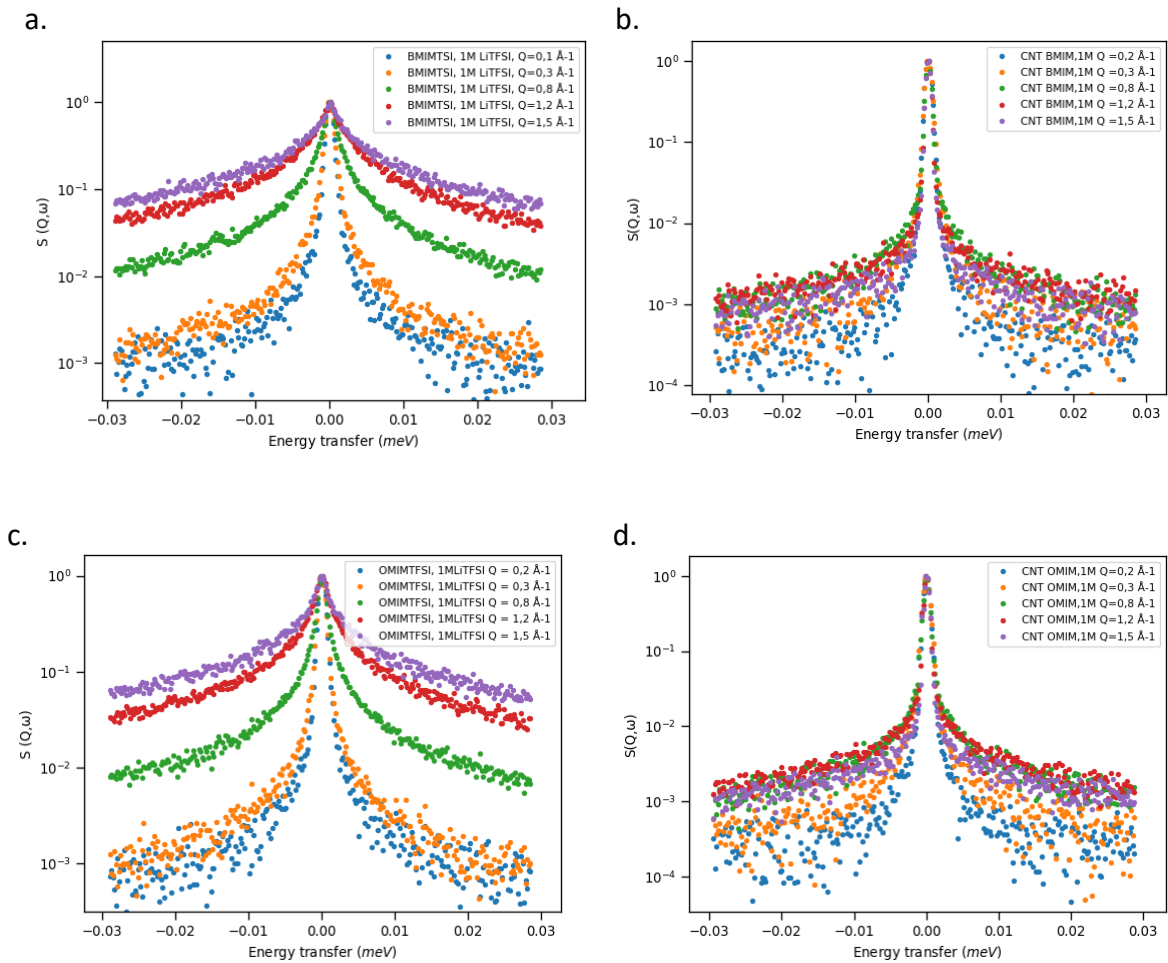 a.
BMIMTSI, 1M LiTFSI, Q=0,1 Å-1
BMIMTSI, 1M LiTFSI, Q=0,3 Å-1
BMIMTSI, 1M LiTFSI, Q=0,8 Å-1
BMIMTSI, 1M LiTFSI, Q=1,2 Å-1
BMIMTSI, 1M LiTFSI, Q=1,5 Å-1
10⁰
10⁻¹
10⁻²
10⁻³
S (Q,ω)
−0.03 −0.02 −0.01 0.00 0.01 0.02 0.03
Energy transfer (meV)
b.
CNT BMIM,1M Q =0,2 Å-1
CNT BMIM,1M Q =0,3 Å-1
CNT BMIM,1M Q =0,8 Å-1
CNT BMIM,1M Q =1,2 Å-1
CNT BMIM,1M Q =1,5 Å-1
10⁰
10⁻¹
10⁻²
10⁻³
10⁻⁴
S(Q,ω)
−0.03 −0.02 −0.01 0.00 0.01 0.02 0.03
Energy transfer (meV)
c.
OMIMTFSI, 1MLiTFSI Q = 0,2 Å-1
OMIMTFSI, 1MLiTFSI Q = 0,3 Å-1
OMIMTFSI, 1MLiTFSI Q = 0,8 Å-1
OMIMTFSI, 1MLiTFSI Q = 1,2 Å-1
OMIMTFSI, 1MLiTFSI Q = 1,5 Å-1
10⁰
10⁻¹
10⁻²
10⁻³
S (Q,ω)
−0.03 −0.02 −0.01 0.00 0.01 0.02 0.03
Energy transfer (meV)
d.
CNT OMIM,1M Q=0,2 Å-1
CNT OMIM,1M Q=0,3 Å-1
CNT OMIM,1M Q=0,8 Å-1
CNT OMIM,1M Q=1,2 Å-1
CNT OMIM,1M Q=1,5 Å-1
10⁰
10⁻¹
10⁻²
10⁻³
10⁻⁴
S(Q,ω)
−0.03 −0.02 −0.01 0.00 0.01 0.02 0.03
Energy transfer (meV)